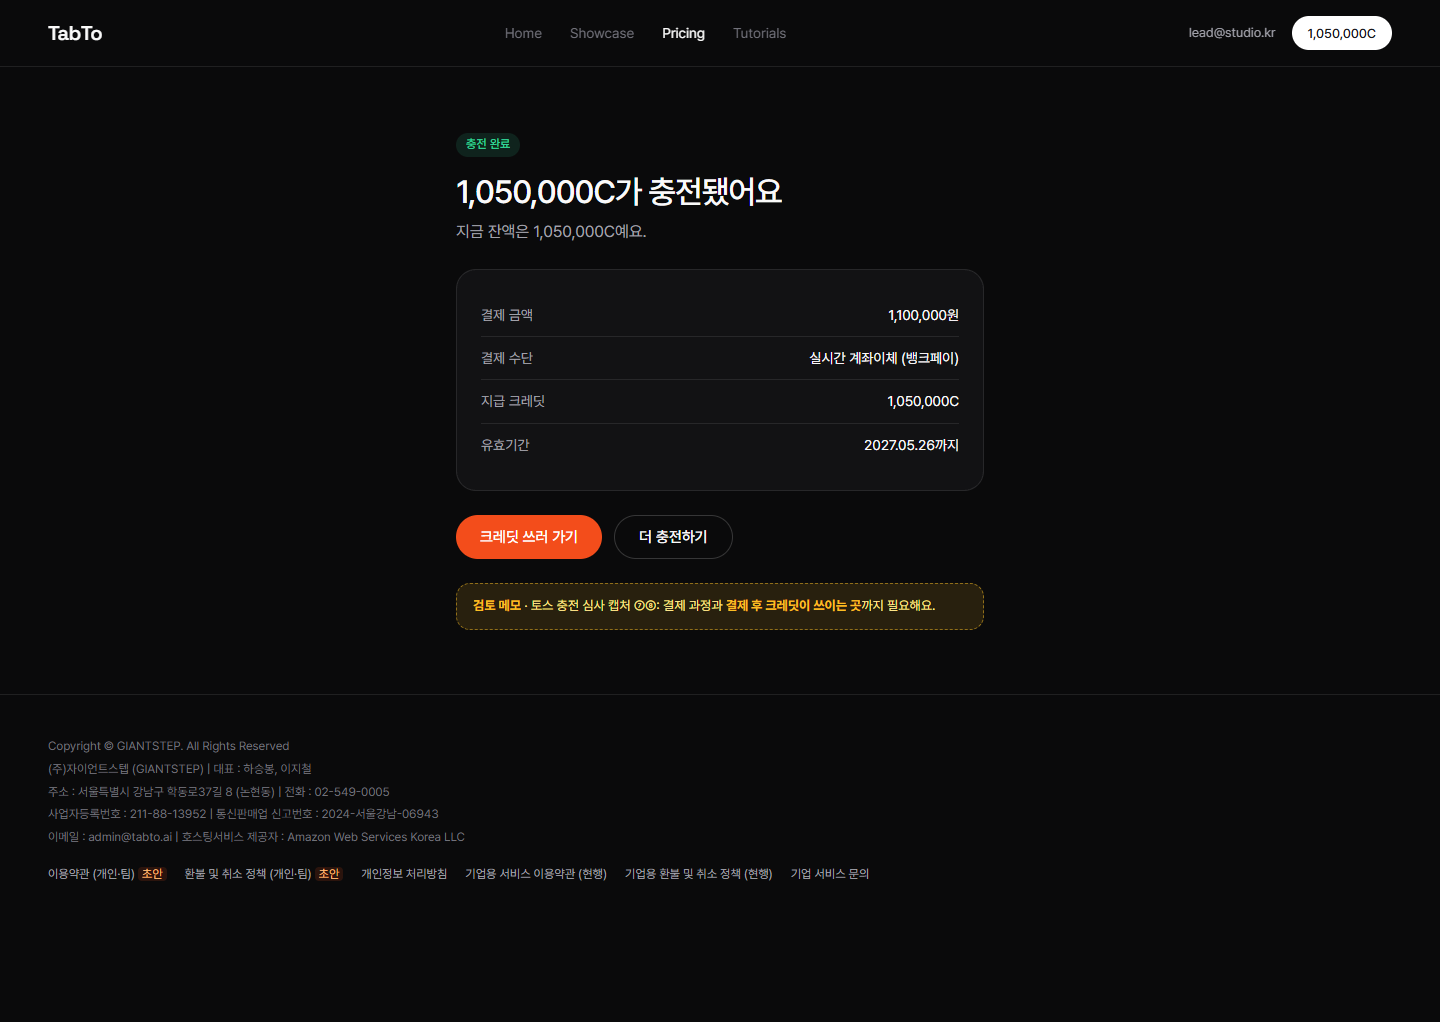 TabTo
Home Showcase Pricing Tutorials
lead@studio.kr 1,050,000C
충전 완료
1,050,000C가 충전됐어요
지금 잔액은 1,050,000C예요.
결제 금액 1,100,000원
결제 수단 실시간 계좌이체 (뱅크페이)
지급 크레딧 1,050,000C
유효기간 2027.05.26까지
크레딧 쓰러 가기 더 충전하기
검토 메모 · 토스 충전 심사 캡처 ⑦⑧: 결제 과정과 결제 후 크레딧이 쓰이는 곳까지 필요해요.
Copyright © GIANTSTEP. All Rights Reserved
(주)자이언트스텝 (GIANTSTEP) | 대표 : 하승봉, 이지철
주소 : 서울특별시 강남구 학동로37길 8 (논현동) | 전화 : 02-549-0005
사업자등록번호 : 211-88-13952 | 통신판매업 신고번호 : 2024-서울강남-06943
이메일 : admin@tabto.ai | 호스팅서비스 제공자 : Amazon Web Services Korea LLC
이용약관 (개인·팀) 초안 환불 및 취소 정책 (개인·팀) 초안 개인정보 처리방침 기업용 서비스 이용약관 (현행) 기업용 환불 및 취소 정책 (현행) 기업 서비스 문의